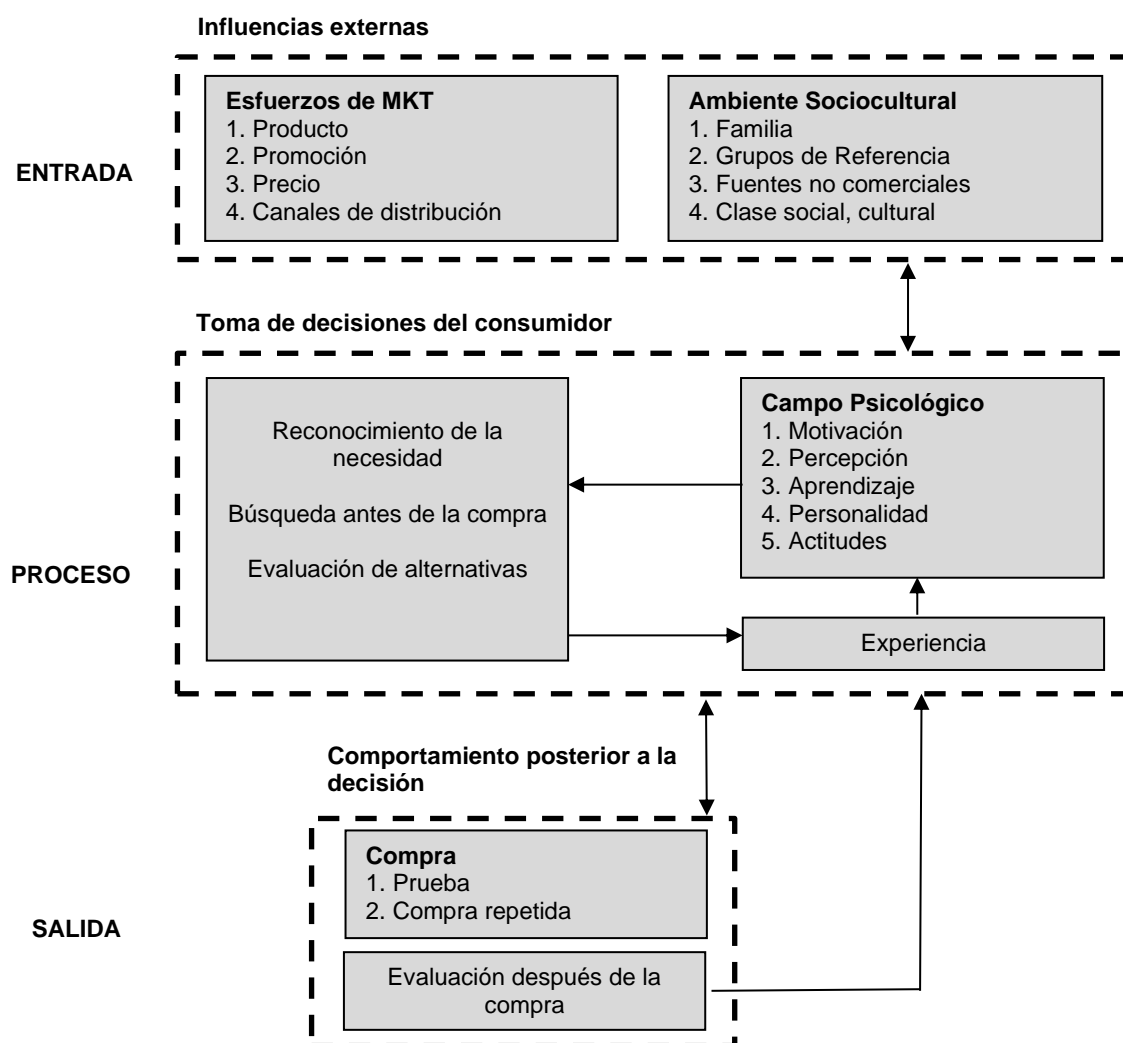 Influencias externas
Esfuerzos de MKT
1. Producto
2. Promoción
3. Precio
4. Canales de distribución
Ambiente Sociocultural
1. Familia
2. Grupos de Referencia
3. Fuentes no comerciales
4. Clase social, cultural
ENTRADA
Toma de decisiones del consumidor
Reconocimiento de la
necesidad
Búsqueda antes de la compra
Evaluación de alternativas
Campo Psicológico
1. Motivación
2. Percepción
3. Aprendizaje
4. Personalidad
5. Actitudes
PROCESO
Experiencia
Comportamiento posterior a la
decisión
Compra
1. Prueba
2. Compra repetida
SALIDA
Evaluación después de la
compra